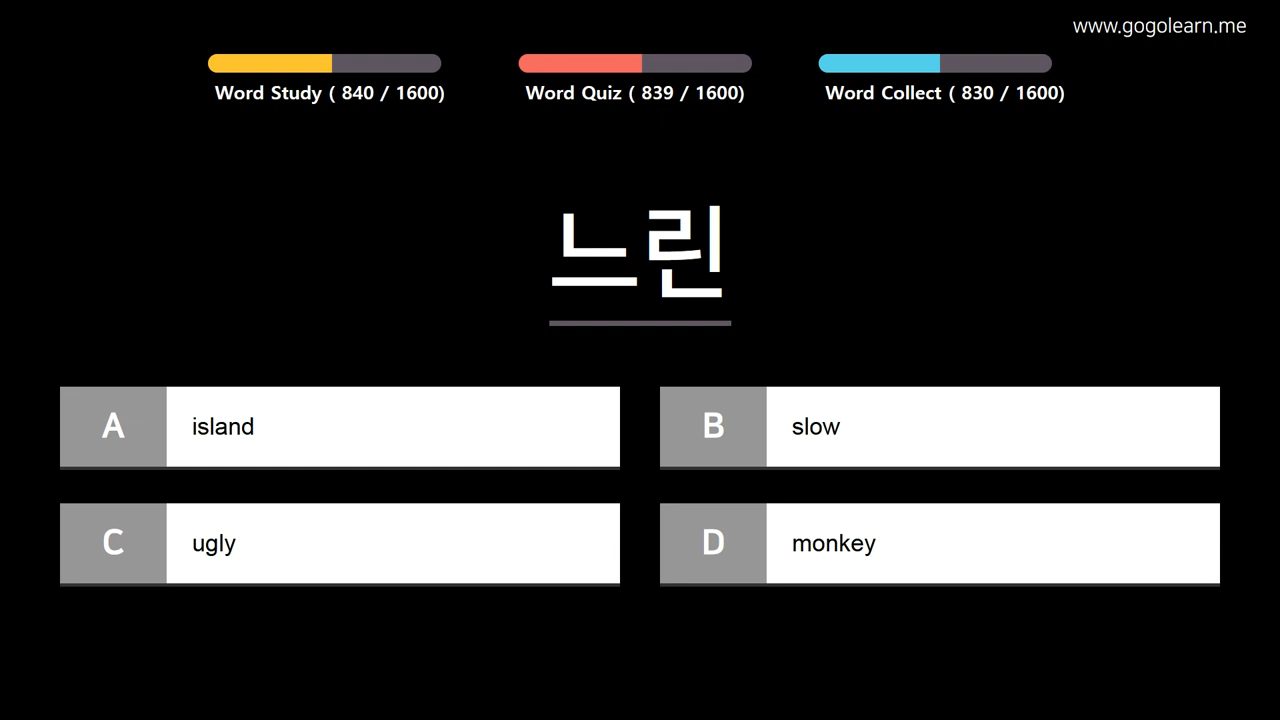 www.gogolearn.me
Word Study ( 840 / 1600)
Word Quiz ( 839 / 1600)
Word Collect ( 830 / 1600)
느린
A island
B slow
C ugly
D monkey